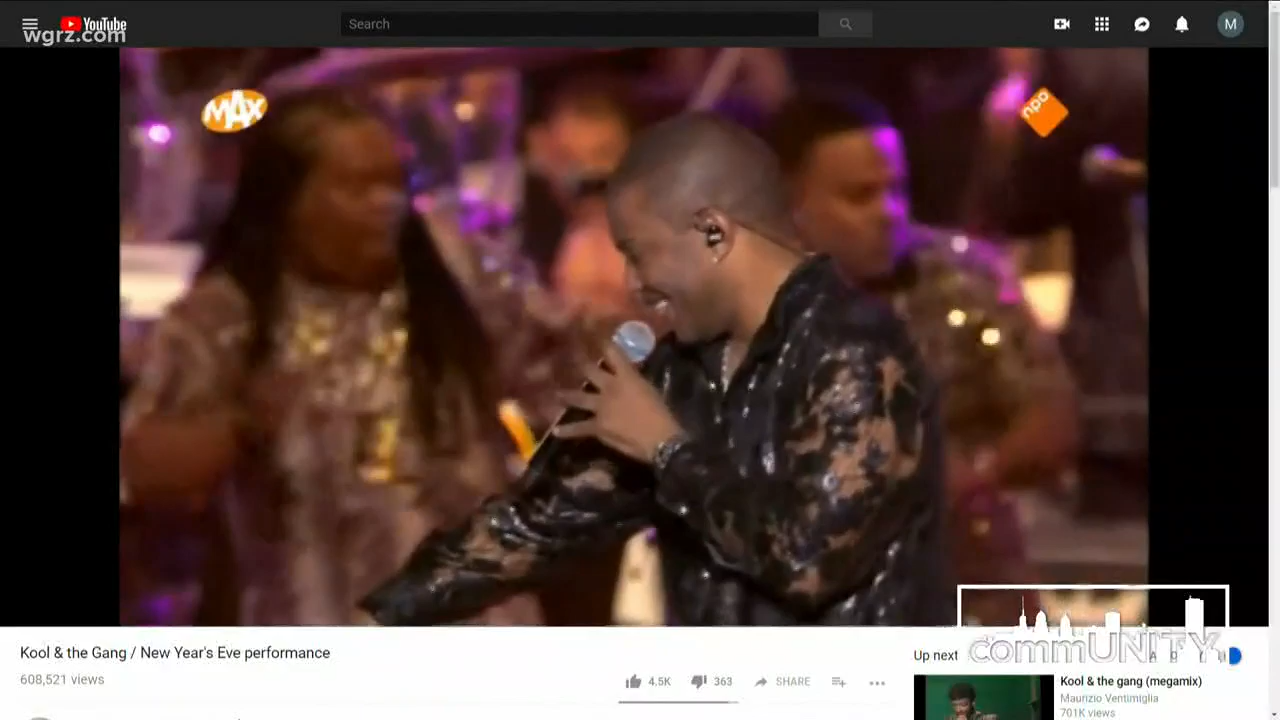 YouTube
wgrz.com
Search
M
MAX
npo
Kool & the Gang / New Year's Eve performance
608,521 views
4.5K
363
SHARE
Up next
commUNITY
Kool & the gang (megamix)
Maurizio Ventimiglia
701K views